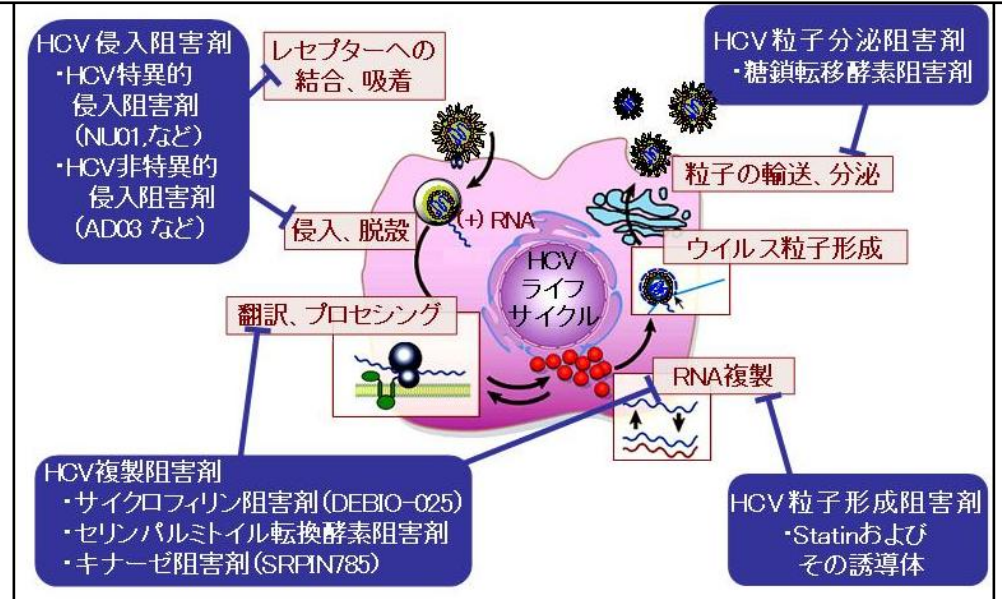 HCV侵入阻害剤
・HCV特異的
侵入阻害剤
(NU01,など)
・HCV非特異的
侵入阻害剤
(AD03 など)
レセプターへの
結合、吸着
HCV粒子分泌阻害剤
・糖鎖転移酵素阻害剤
粒子の輸送、分泌
侵入、脱殻
(+) RNA
HCV
ライフ
サイクル
ウイルス粒子形成
翻訳、プロセシング
RNA複製
HCV複製阻害剤
・サイクロフィリン阻害剤(DEBIO-025)
・セリンパルミトイル転換酵素阻害剤
・キナーゼ阻害剤(SRPIN785)
HCV粒子形成阻害剤
・Statinおよび
その誘導体